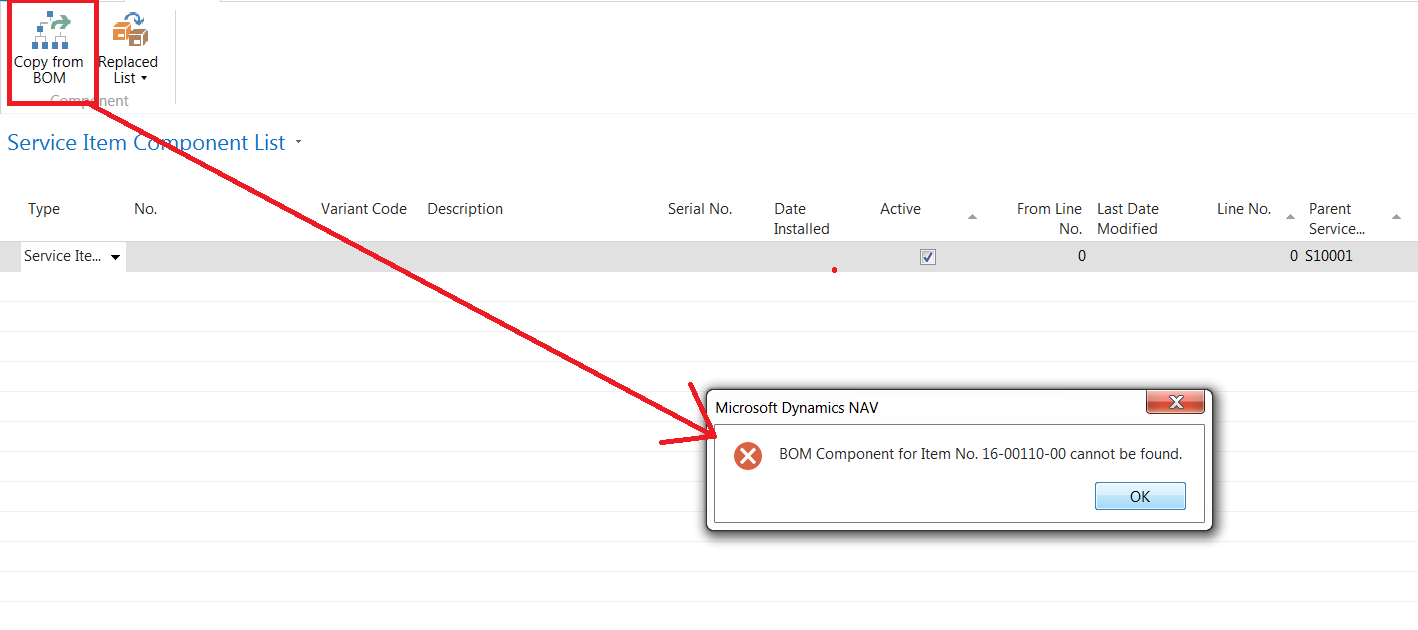 Copy from
BOM
Replaced
List
Component
Service Item Component List
Type No. Variant Code Description Serial No. Date Installed Active From Line No. Last Date Modified Line No. Parent Service...
Service Ite... 0 0 S10001
Microsoft Dynamics NAV
BOM Component for Item No. 16-00110-00 cannot be found.
OK